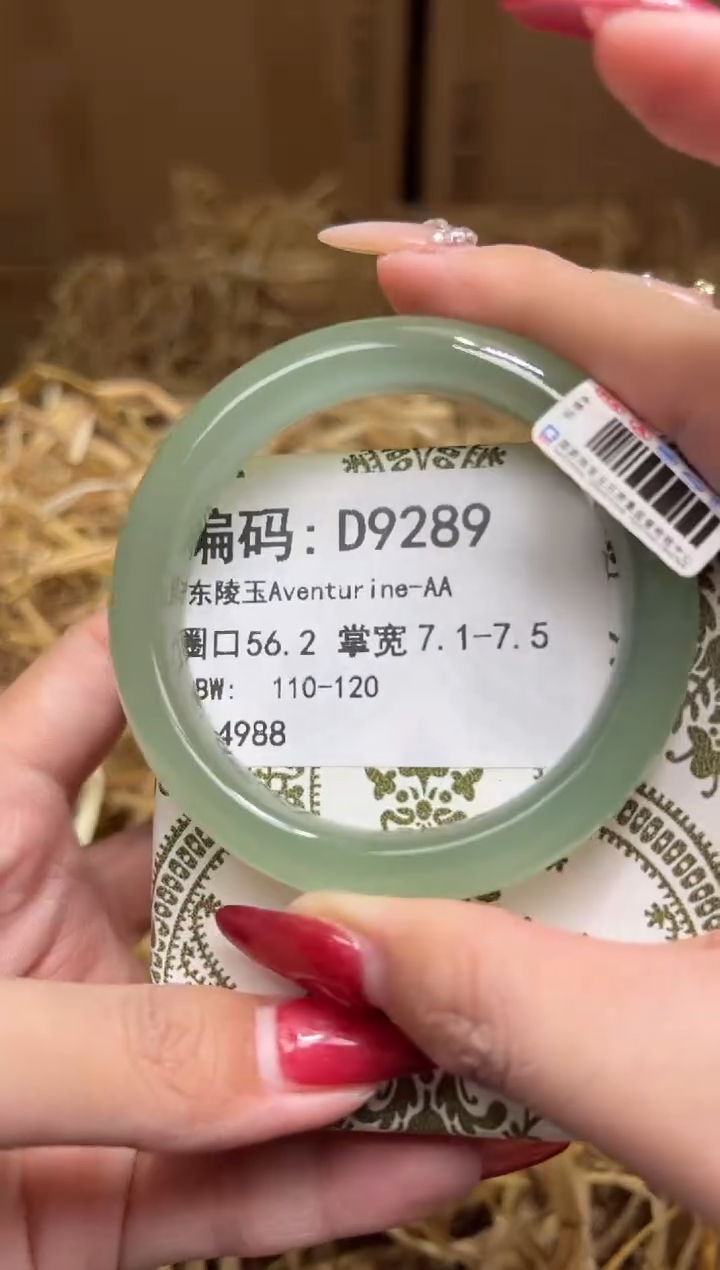 编码: D9289
东陵玉Aventurine-AA
圈口56.2 掌宽 7.1-7.5
BW: 110-120
4988